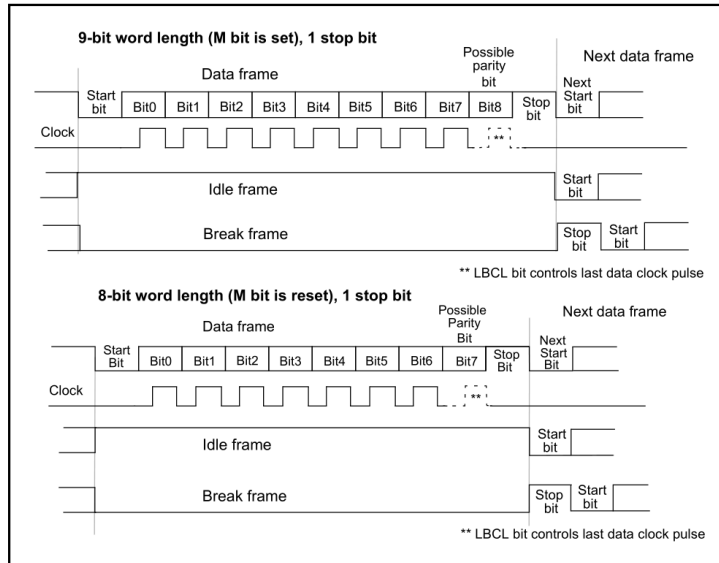 9-bit word length (M bit is set), 1 stop bit
Possible
parity
bit
Next data frame
Data frame
Next
Start
bit
Start
bit
Bit0 Bit1 Bit2 Bit3 Bit4 Bit5 Bit6 Bit7 Bit8
Stop
bit
Clock
**
Idle frame
Start
bit
Break frame
Stop
bit
Start
bit
** LBCL bit controls last data clock pulse
8-bit word length (M bit is reset), 1 stop bit
Possible
Parity
Bit
Next data frame
Data frame
Next
Start
Bit
Start
Bit
Bit0 Bit1 Bit2 Bit3 Bit4 Bit5 Bit6 Bit7
Stop
Bit
Clock
**
Idle frame
Start
bit
Break frame
Stop
bit
Start
bit
** LBCL bit controls last data clock pulse